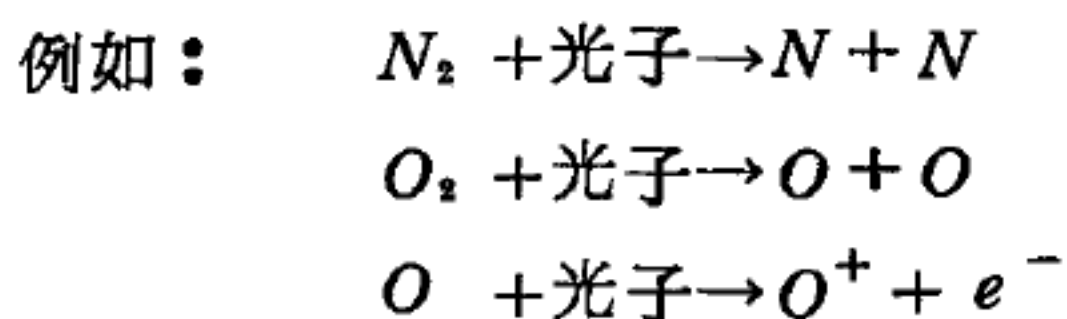 例如： N₂ +光子→N + N
O₂ +光子→O + O
O +光子→O⁺ + e⁻